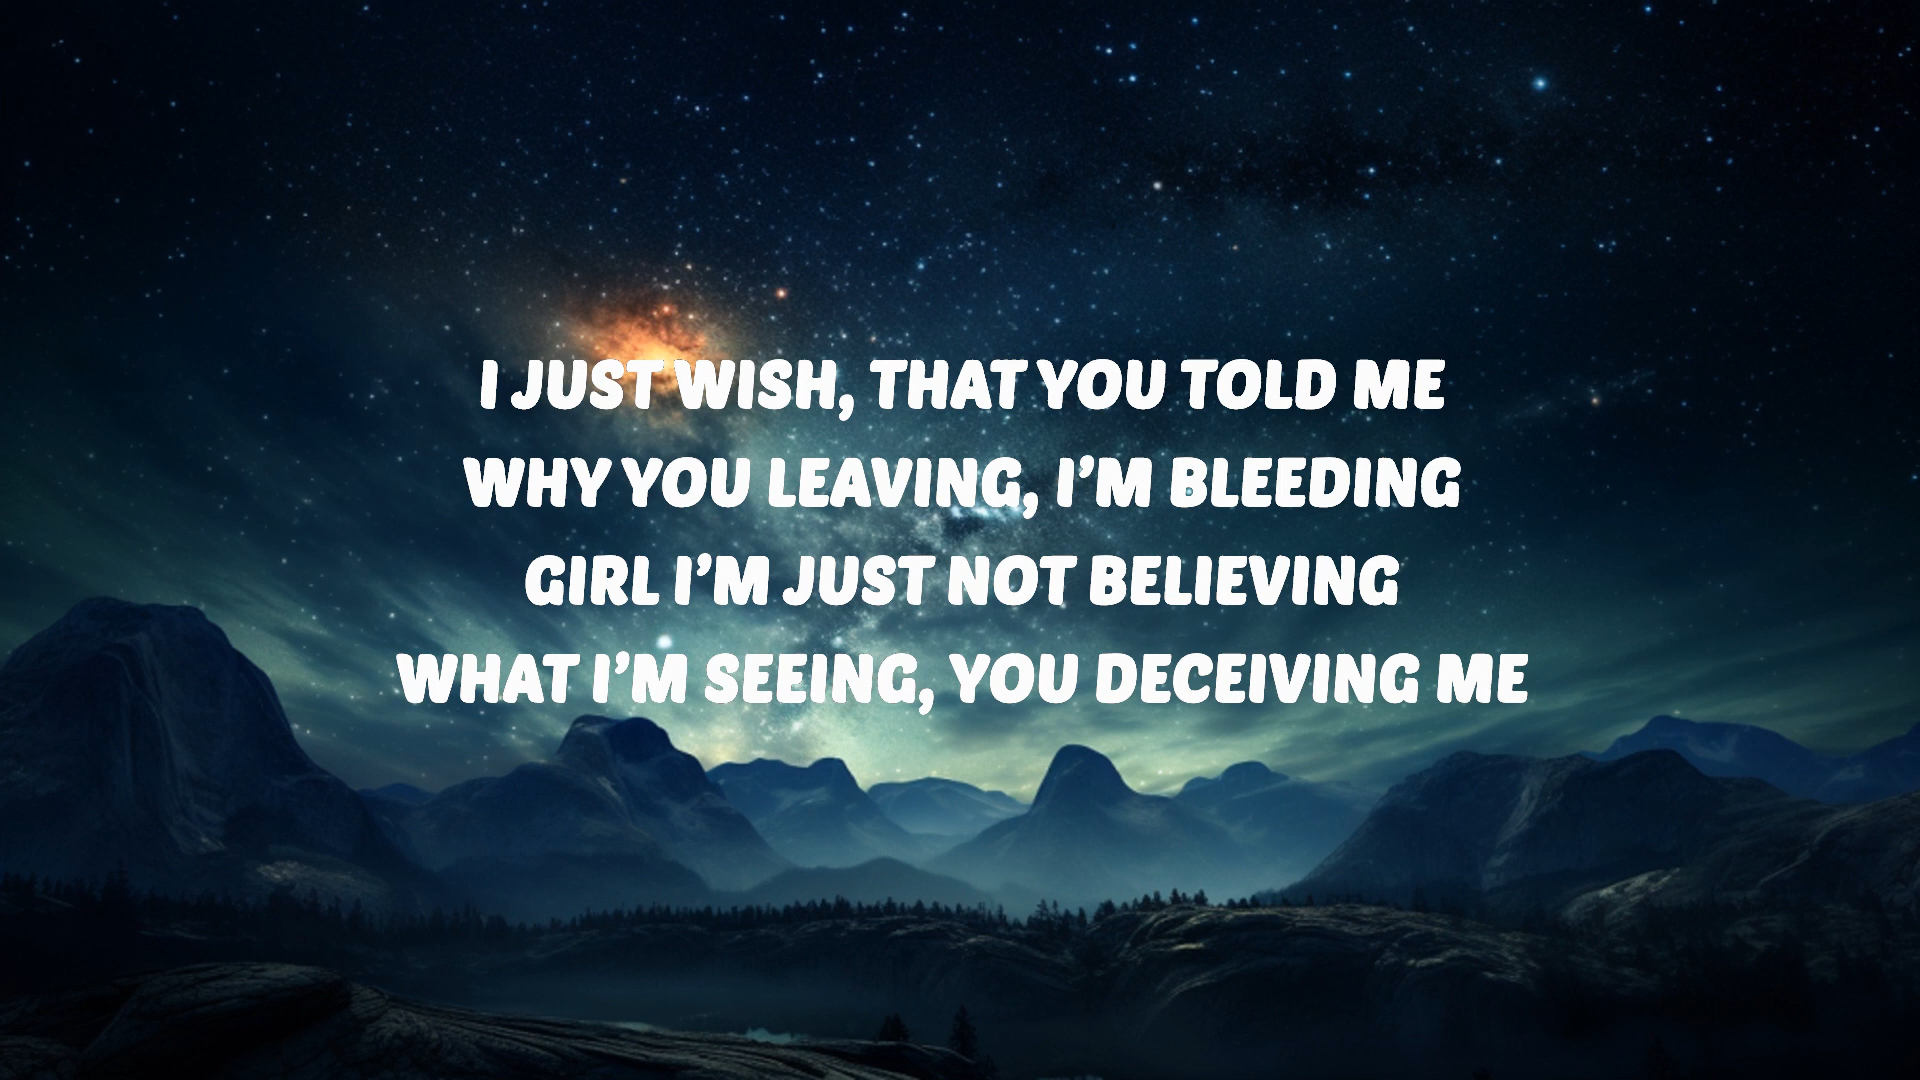 I JUST WISH, THAT YOU TOLD ME
WHY YOU LEAVING, I’M BLEEDING
GIRL I’M JUST NOT BELIEVING
WHAT I’M SEEING, YOU DECEIVING ME